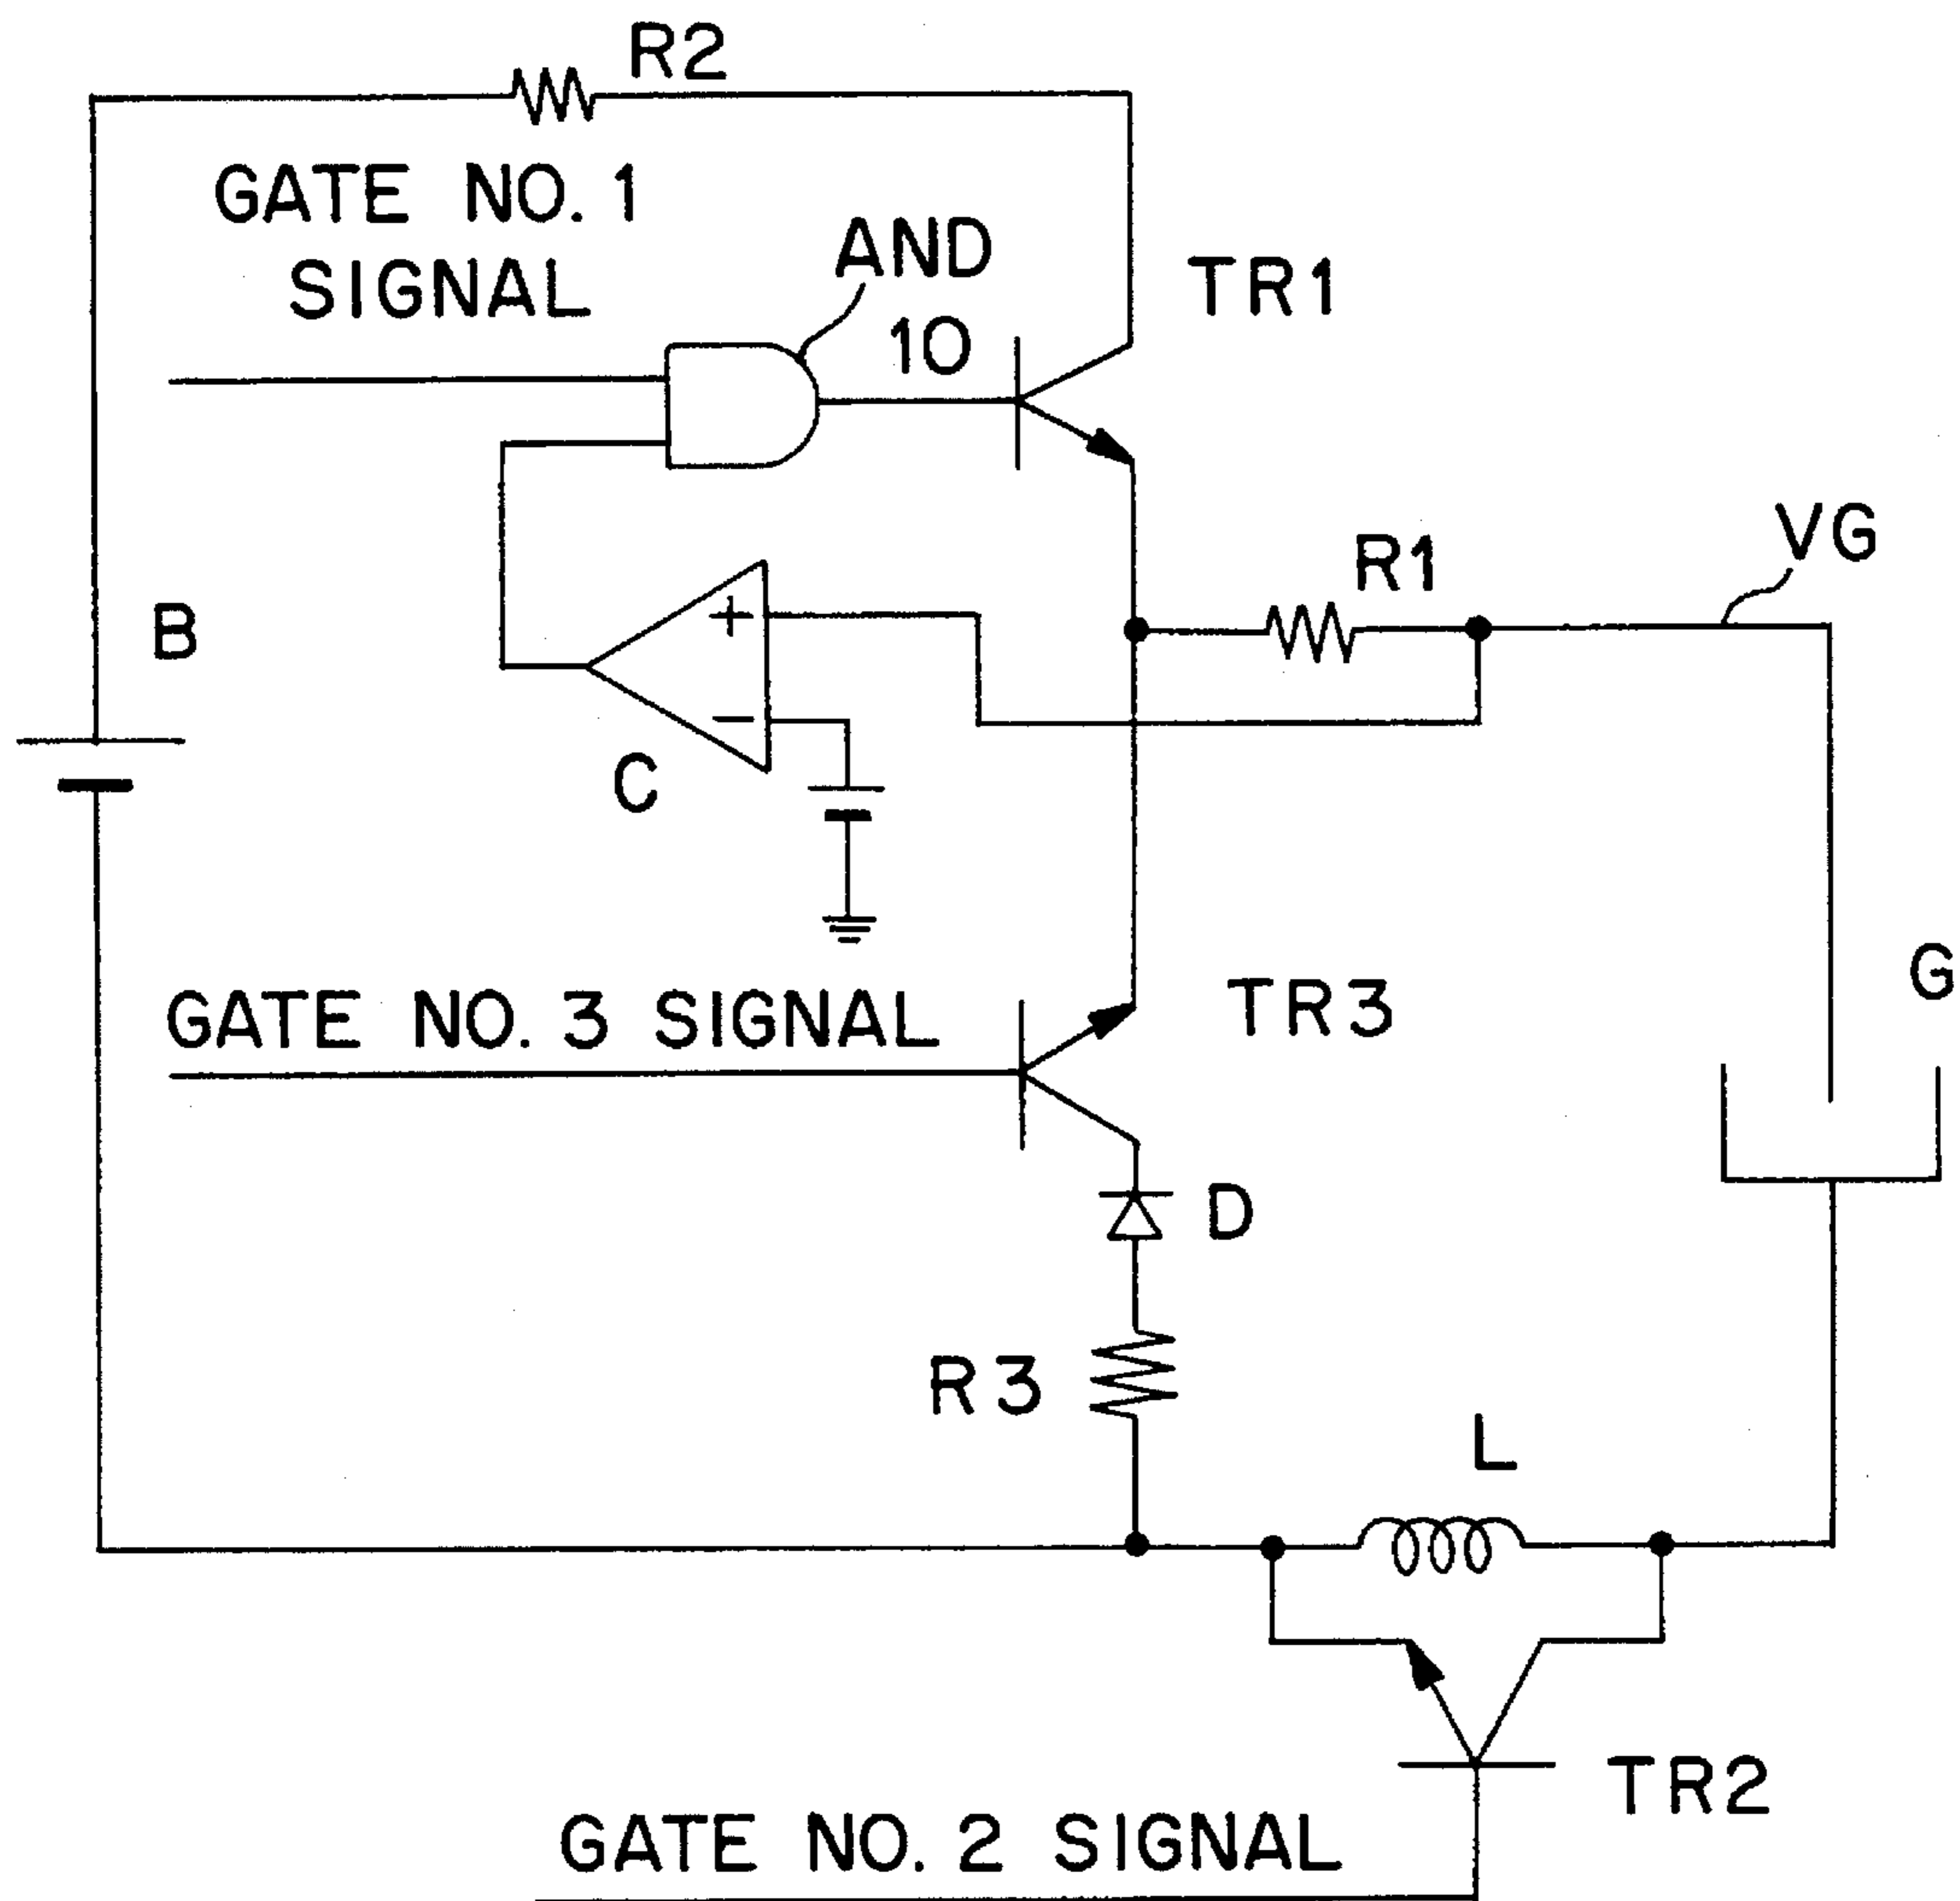 R2
GATE NO. 1
SIGNAL
AND
10
TR1
VG
R1
B
+
−
C
G
GATE NO. 3 SIGNAL
TR3
D
R3
L
TR2
GATE NO. 2 SIGNAL